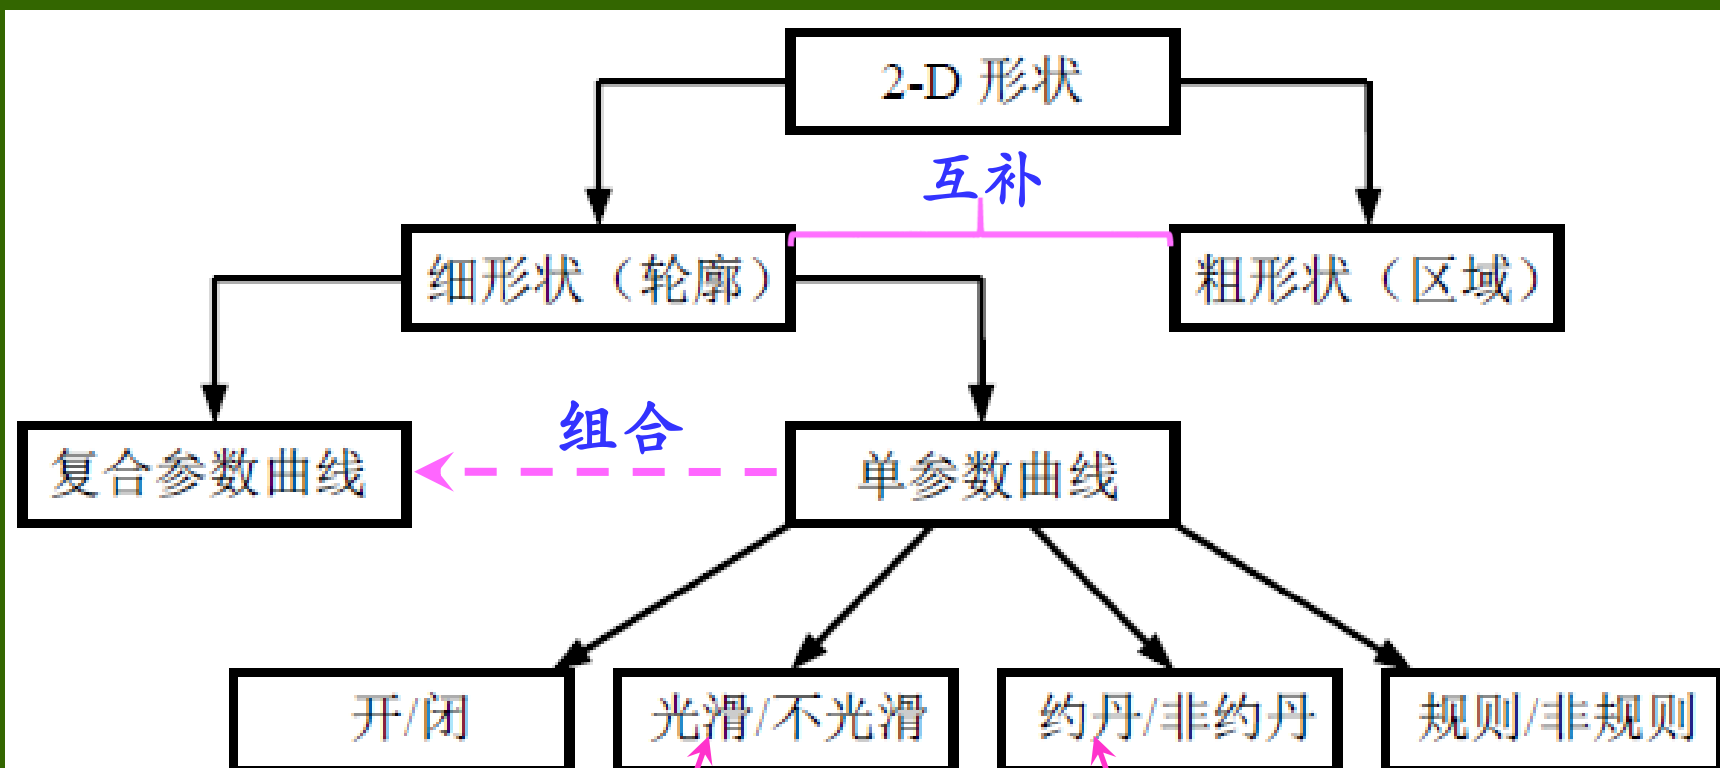 2-D 形状
互补
细形状（轮廓）
粗形状（区域）
组合
复合参数曲线
单参数曲线
开/闭
光滑/不光滑
约丹/非约丹
规则/非规则